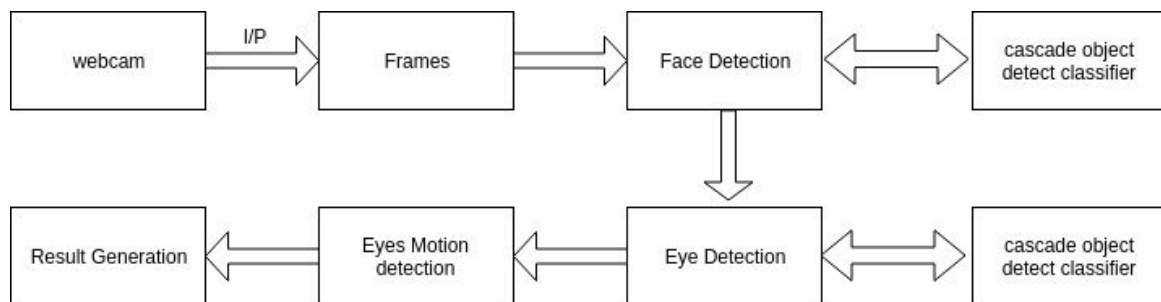 I/P
webcam
Frames
Face Detection
cascade object
detect classifier
Result Generation
Eyes Motion
detection
Eye Detection
cascade object
detect classifier